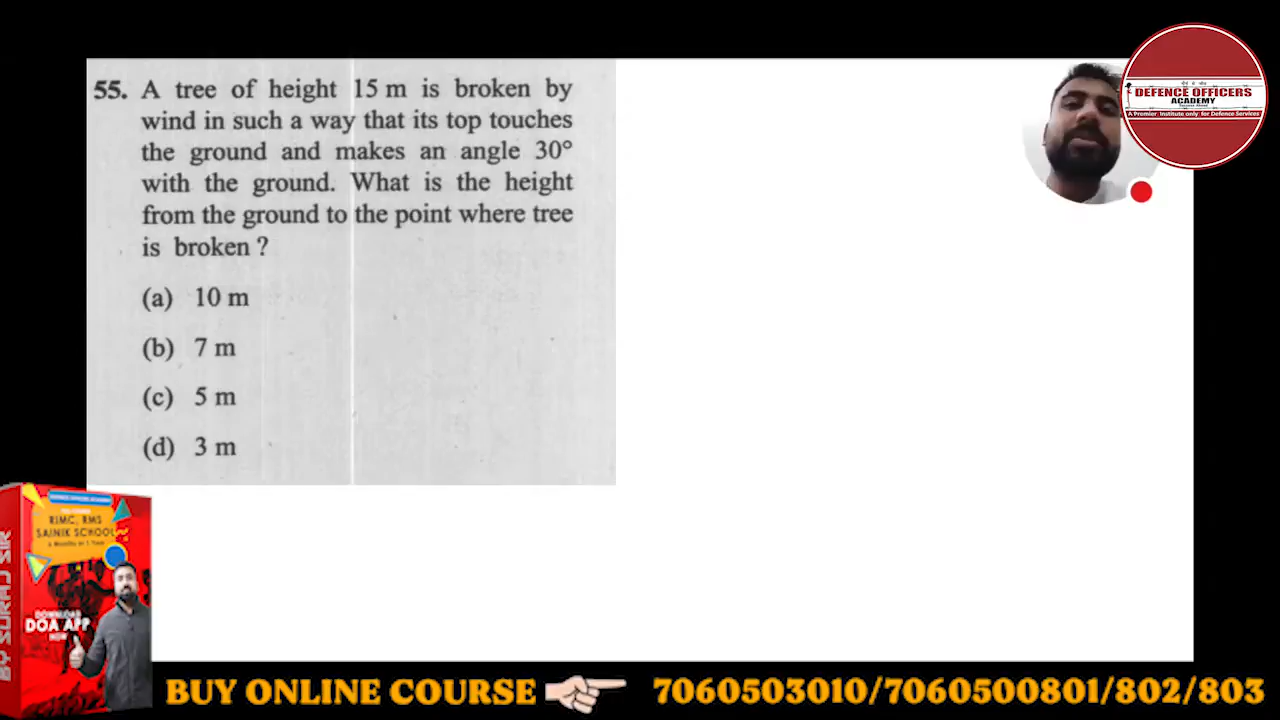 55. A tree of height 15 m is broken by
wind in such a way that its top touches
the ground and makes an angle 30°
with the ground. What is the height
from the ground to the point where tree
is broken ?
(a) 10 m
(b) 7 m
(c) 5 m
(d) 3 m
DEFENCE OFFICERS
ACADEMY
A Premier Institute only for Defence Services
RIMC, RMS
SAINIK SCHOOL
DOWNLOAD
DOA APP
NOW
BY SURAJ SIR
BUY ONLINE COURSE
7060503010/7060500801/802/803